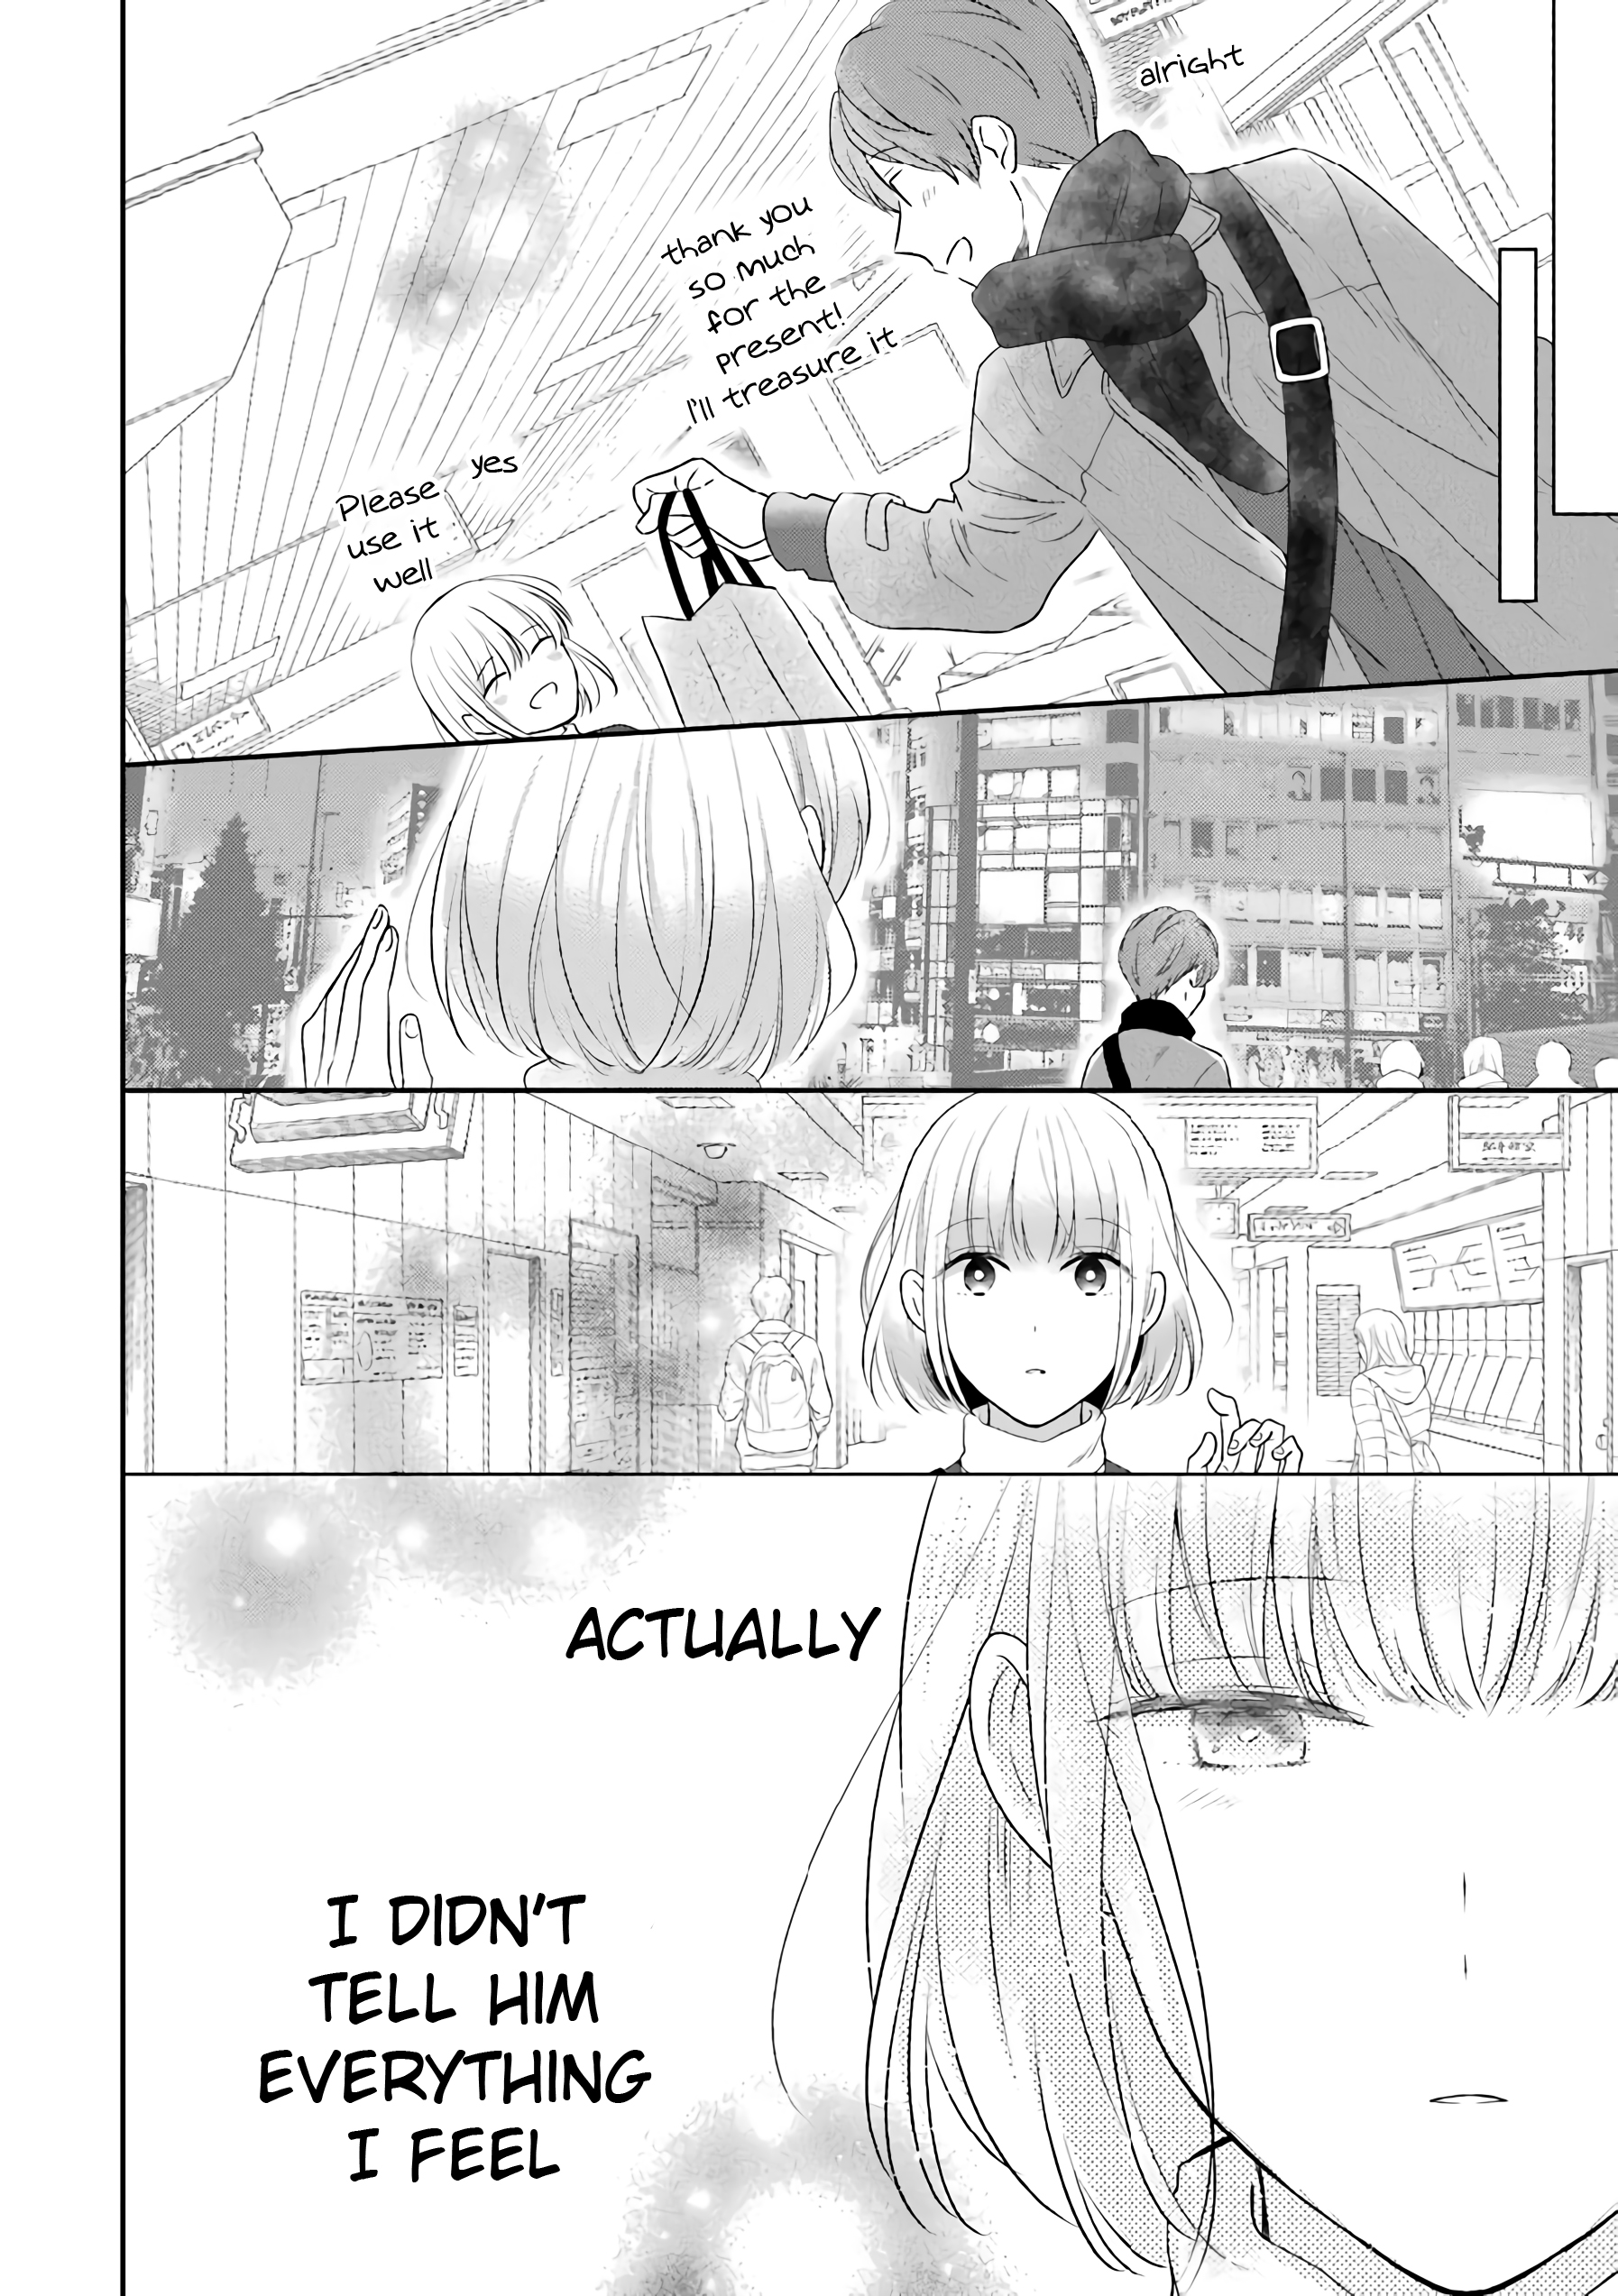 alright
thank you
so much
for the
present!
I'll treasure it
yes
Please
use it
well
ACTUALLY
I DIDN'T
TELL HIM
EVERYTHING
I FEEL